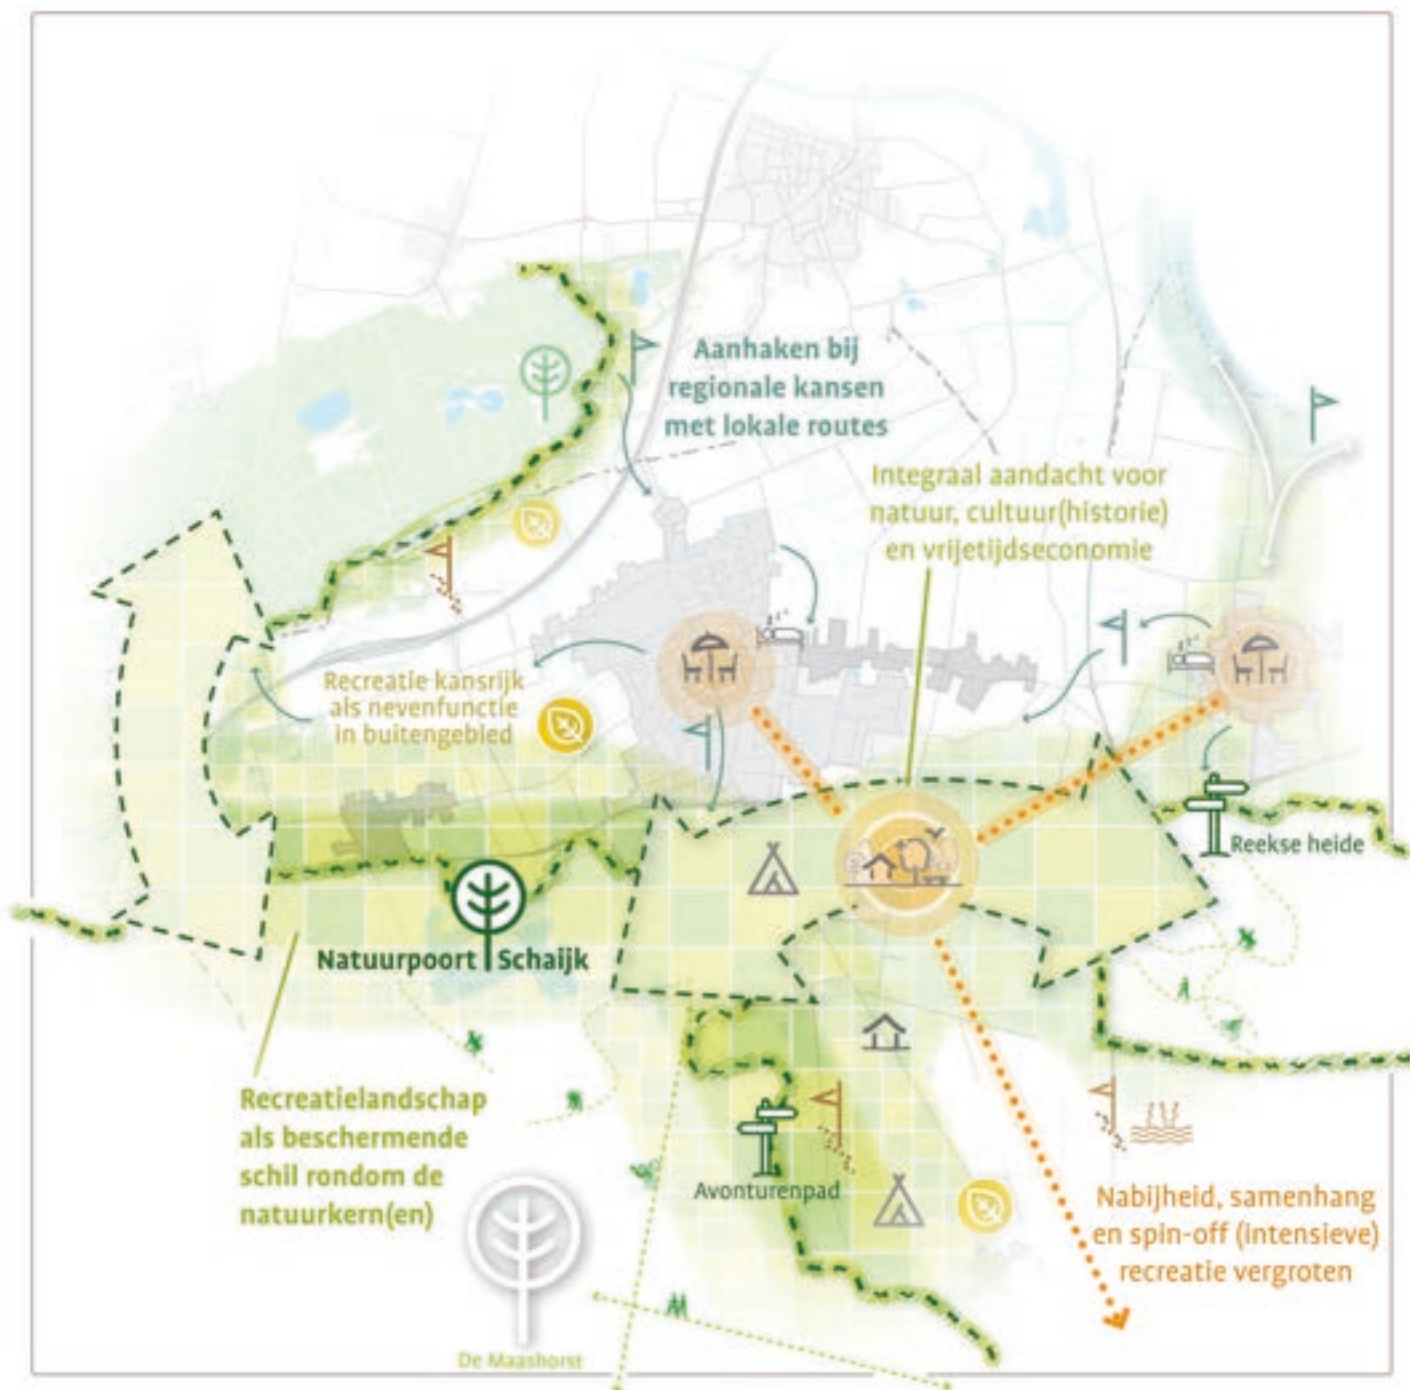 Aanhaken bij
regionale kansen
met lokale routes
Integraal aandacht voor
natuur, cultuur(historie)
en vrijetijdseconomie
Recreatie kansrijk
als nevenfunctie
in buitengebied
Reekse heide
Natuurpoort Schaijk
Recreatielandschap
als beschermende
schil rondom de
natuurkern(en)
Avonturenpad
Nabijheid, samenhang
en spin-off (intensieve)
recreatie vergroten
De Maashorst